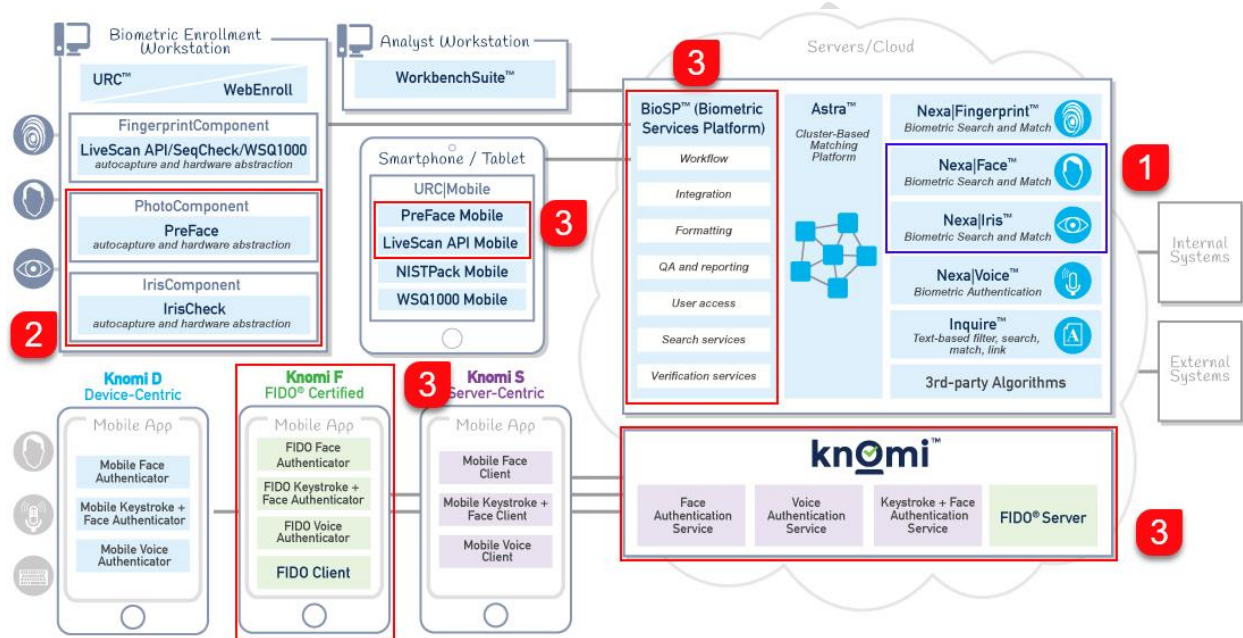 Biometric Enrollment
Workstation
URC™
WebEnroll
FingerprintComponent
LiveScan API/SeqCheck/WSQ1000
autocapture and hardware abstraction
PhotoComponent
PreFace
autocapture and hardware abstraction
IrisComponent
IrisCheck
autocapture and hardware abstraction
2
Analyst Workstation
WorkbenchSuite™
Smartphone / Tablet
URC|Mobile
PreFace Mobile
LiveScan API Mobile
3
NISTPack Mobile
WSQ1000 Mobile
Servers/Cloud
3
BioSP™ (Biometric
Services Platform)
Workflow
Integration
Formatting
QA and reporting
User access
Search services
Verification services
Astra™
Cluster-Based
Matching
Platform
Nexa|Fingerprint™
Biometric Search and Match
Nexa|Face™
Biometric Search and Match
1
Nexa|Iris™
Biometric Search and Match
Nexa|Voice™
Biometric Authentication
Inquire™
Text-based filter, search,
match, link
A
3rd-party Algorithms
Internal
Systems
External
Systems
Knomi D
Device-Centric
Mobile App
Mobile Face
Authenticator
Mobile Keystroke +
Face Authenticator
Mobile Voice
Authenticator
Knomi F
FIDO® Certified
3
Mobile App
FIDO Face
Authenticator
FIDO Keystroke +
Face Authenticator
FIDO Voice
Authenticator
FIDO Client
Knomi S
Server-Centric
Mobile App
Mobile Face
Client
Mobile Keystroke +
Face Client
Mobile Voice
Client
knomi™
Face
Authentication
Service
Voice
Authentication
Service
Keystroke + Face
Authentication
Service
FIDO® Server
3